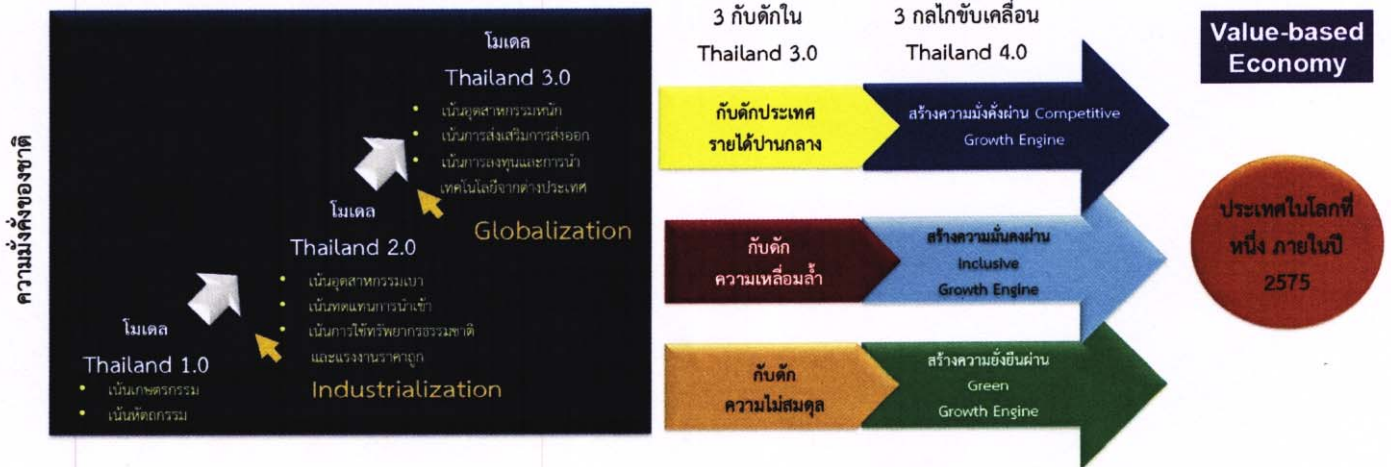 ความมั่งคั่งของชาติ
โมเดล
Thailand 3.0
เน้นอุตสาหกรรมหนัก
เน้นการส่งเสริมการส่งออก
เน้นการลงทุนและการนำ
เทคโนโลยีจากต่างประเทศ
Globalization
โมเดล
Thailand 2.0
เน้นอุตสาหกรรมเบา
เน้นทดแทนการนำเข้า
เน้นการใช้ทรัพยากรธรรมชาติ
และแรงงานราคาถูก
Industrialization
โมเดล
Thailand 1.0
เน้นเกษตรกรรม
เน้นหัตถกรรม
3 กับดักใน
Thailand 3.0
กับดักประเทศ
รายได้ปานกลาง
กับดัก
ความเหลื่อมล้ำ
กับดัก
ความไม่สมดุล
3 กลไกขับเคลื่อน
Thailand 4.0
สร้างความมั่งคั่งผ่าน Competitive
Growth Engine
สร้างความมั่นคงผ่าน
Inclusive
Growth Engine
สร้างความยั่งยืนผ่าน
Green
Growth Engine
Value-based
Economy
ประเทศในโลกที่
หนึ่ง ภายในปี
2575